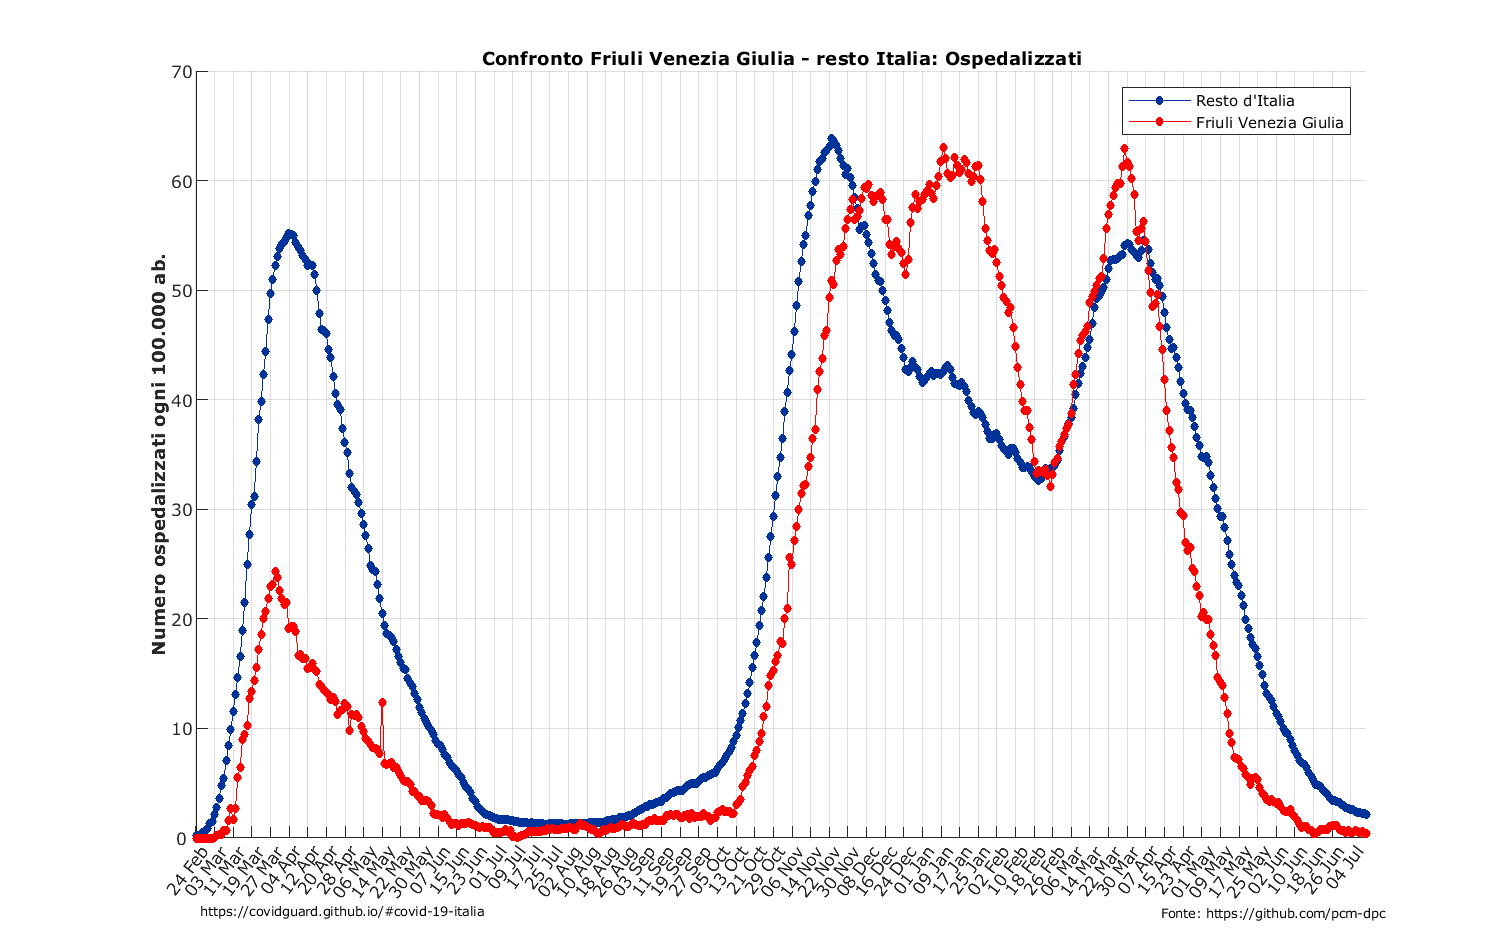 Confronto Friuli Venezia Giulia - resto Italia: Ospedalizzati
Resto d'Italia
Friuli Venezia Giulia
Numero ospedalizzati ogni 100.000 ab.
70
60
50
40
30
20
10
0
24 Feb
03 Mar
11 Mar
19 Mar
27 Mar
04 Apr
12 Apr
20 Apr
28 Apr
06 May
14 May
22 May
30 May
07 Jun
15 Jun
23 Jun
01 Jul
09 Jul
17 Jul
25 Jul
02 Aug
10 Aug
18 Aug
26 Aug
03 Sep
11 Sep
19 Sep
27 Sep
05 Oct
13 Oct
21 Oct
29 Oct
06 Nov
14 Nov
22 Nov
30 Nov
08 Dec
16 Dec
24 Dec
01 Jan
09 Jan
17 Jan
25 Jan
02 Feb
10 Feb
18 Feb
26 Feb
06 Mar
14 Mar
22 Mar
30 Mar
07 Apr
15 Apr
23 Apr
01 May
09 May
17 May
25 May
02 Jun
10 Jun
18 Jun
26 Jun
04 Jul
https://covidguard.github.io/#covid-19-italia
Fonte: https://github.com/pcm-dpc